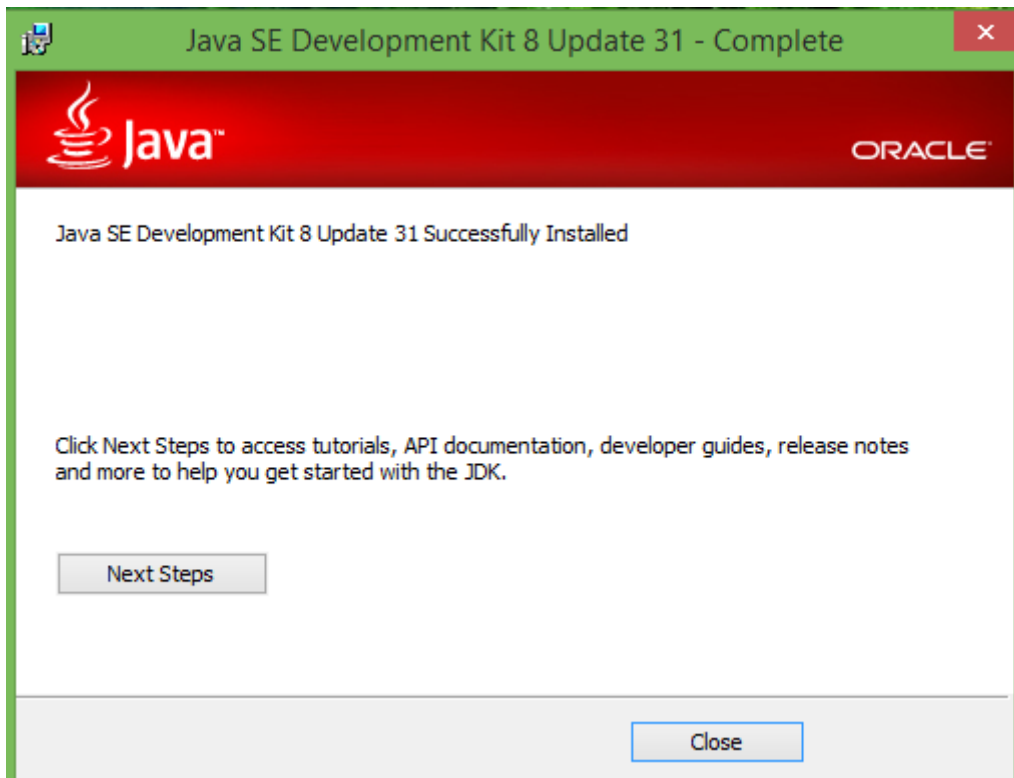 Java SE Development Kit 8 Update 31 - Complete
Java™
ORACLE
Java SE Development Kit 8 Update 31 Successfully Installed
Click Next Steps to access tutorials, API documentation, developer guides, release notes
and more to help you get started with the JDK.
Next Steps
Close